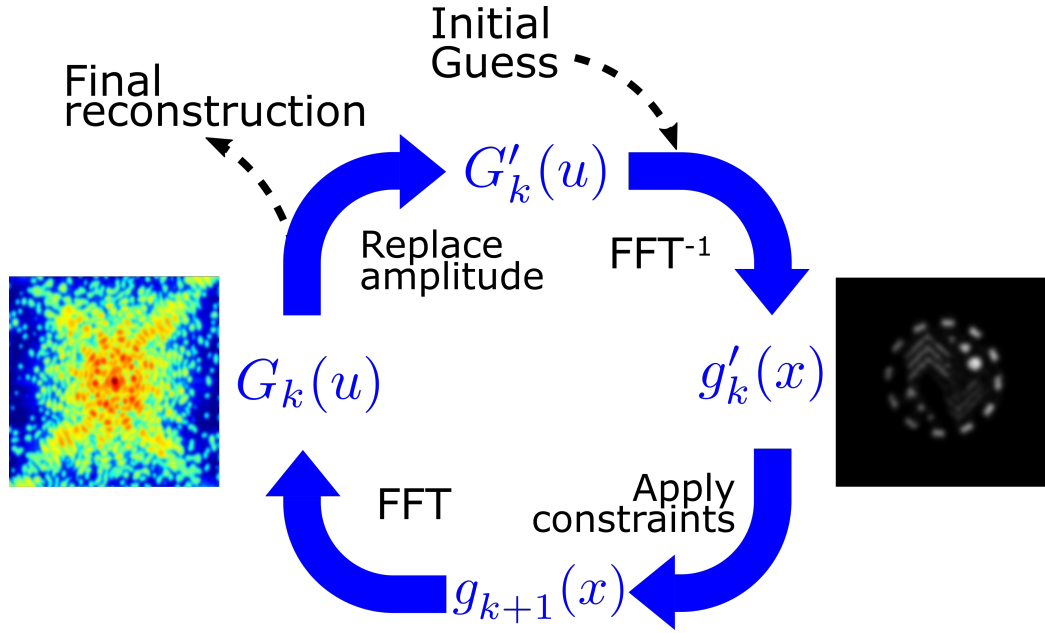 Initial
Guess
Final
reconstruction
G′ₖ(u)
Replace
amplitude
FFT⁻¹
Gₖ(u)
g′ₖ(x)
FFT
Apply
constraints
gₖ₊₁(x)